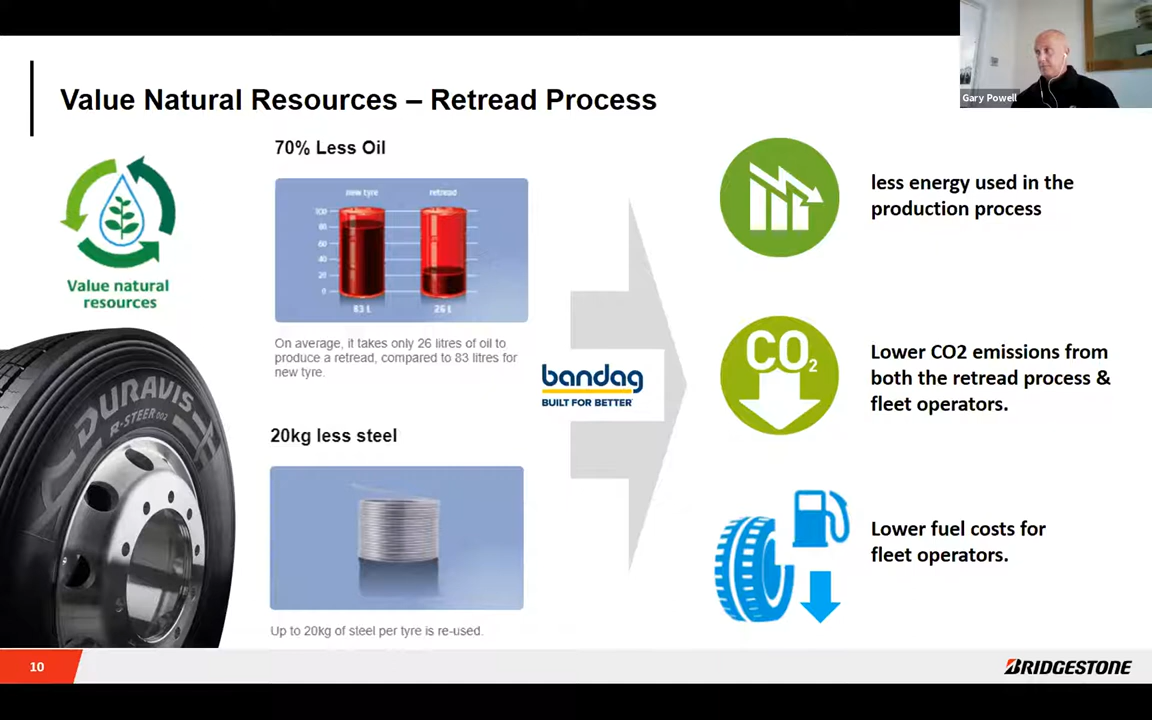 Gary Powell
Value Natural Resources – Retread Process
Value natural
resources
70% Less Oil
new tyre
retread
100
80
60
40
20
0
83 L
26 L
On average, it takes only 26 litres of oil to
produce a retread, compared to 83 litres for
new tyre.
20kg less steel
Up to 20kg of steel per tyre is re-used.
DURAVIS
R-STEER 002
bandag
BUILT FOR BETTER
less energy used in the
production process
CO2
Lower CO2 emissions from
both the retread process &
fleet operators.
Lower fuel costs for
fleet operators.
10
BRIDGESTONE